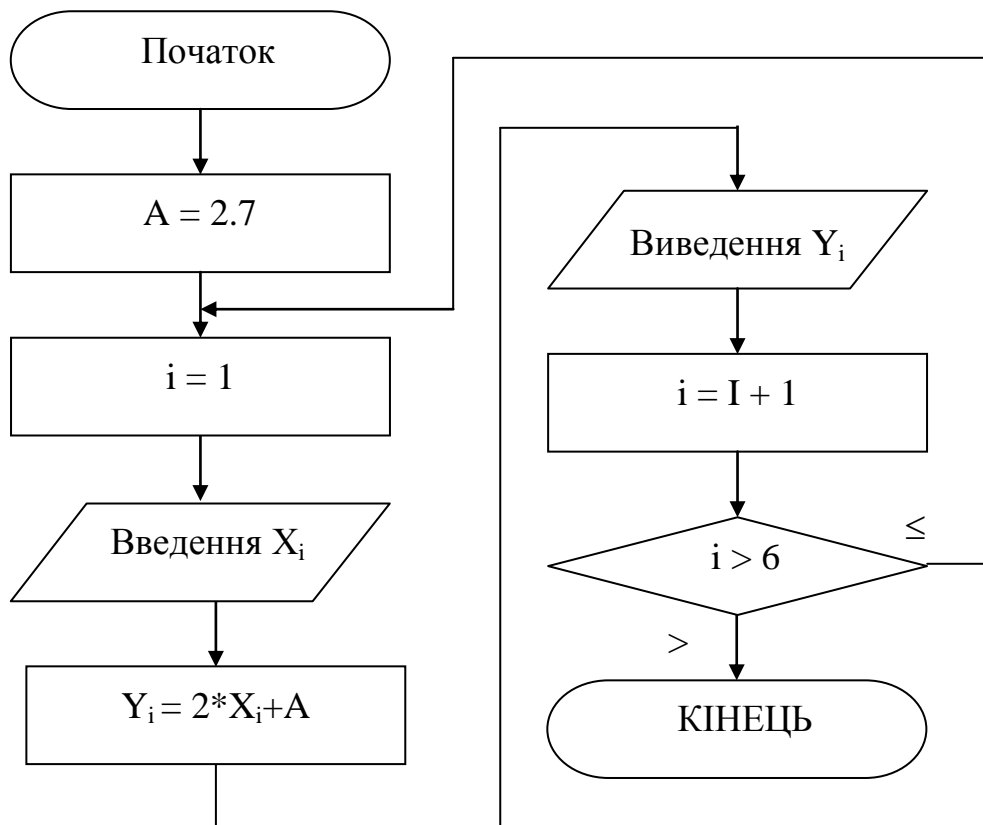 Початок
A = 2.7
i = 1
Введення Xᵢ
Yᵢ = 2*Xᵢ+A
Виведення Yᵢ
i = I + 1
i > 6
≤
>
КІНЕЦЬ